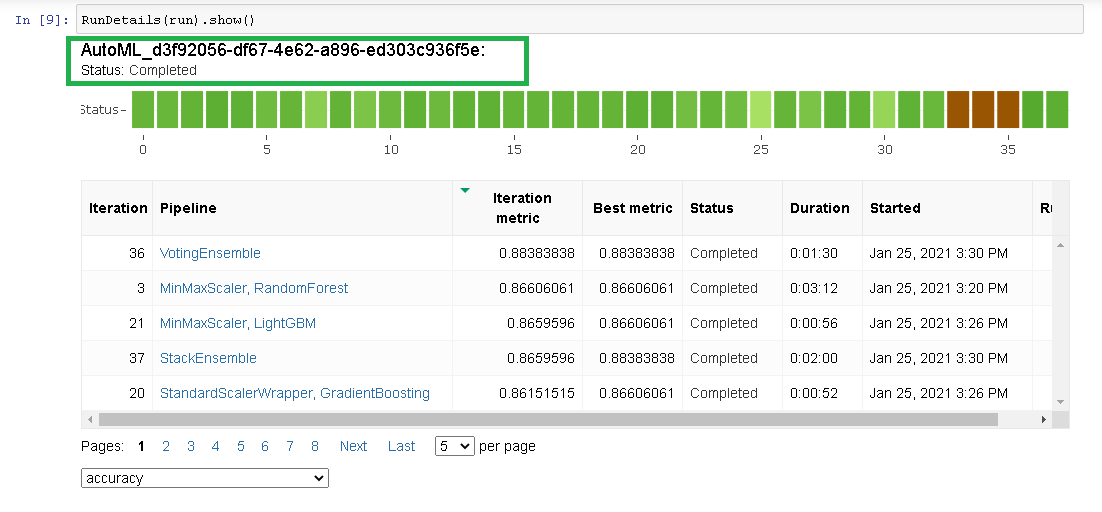 In [9]: RunDetails(run).show()
AutoML_d3f92056-df67-4e62-a896-ed303c936f5e:
Status: Completed
Status
0 5 10 15 20 25 30 35
Iteration Pipeline Iteration metric Best metric Status Duration Started
36 VotingEnsemble 0.88383838 0.88383838 Completed 0:01:30 Jan 25, 2021 3:30 PM
3 MinMaxScaler, RandomForest 0.86606061 0.86606061 Completed 0:03:12 Jan 25, 2021 3:20 PM
21 MinMaxScaler, LightGBM 0.8659596 0.86606061 Completed 0:00:56 Jan 25, 2021 3:26 PM
37 StackEnsemble 0.8659596 0.88383838 Completed 0:02:00 Jan 25, 2021 3:30 PM
20 StandardScalerWrapper, GradientBoosting 0.86151515 0.86606061 Completed 0:00:52 Jan 25, 2021 3:26 PM
Pages: 1 2 3 4 5 6 7 8 Next Last 5 per page
accuracy